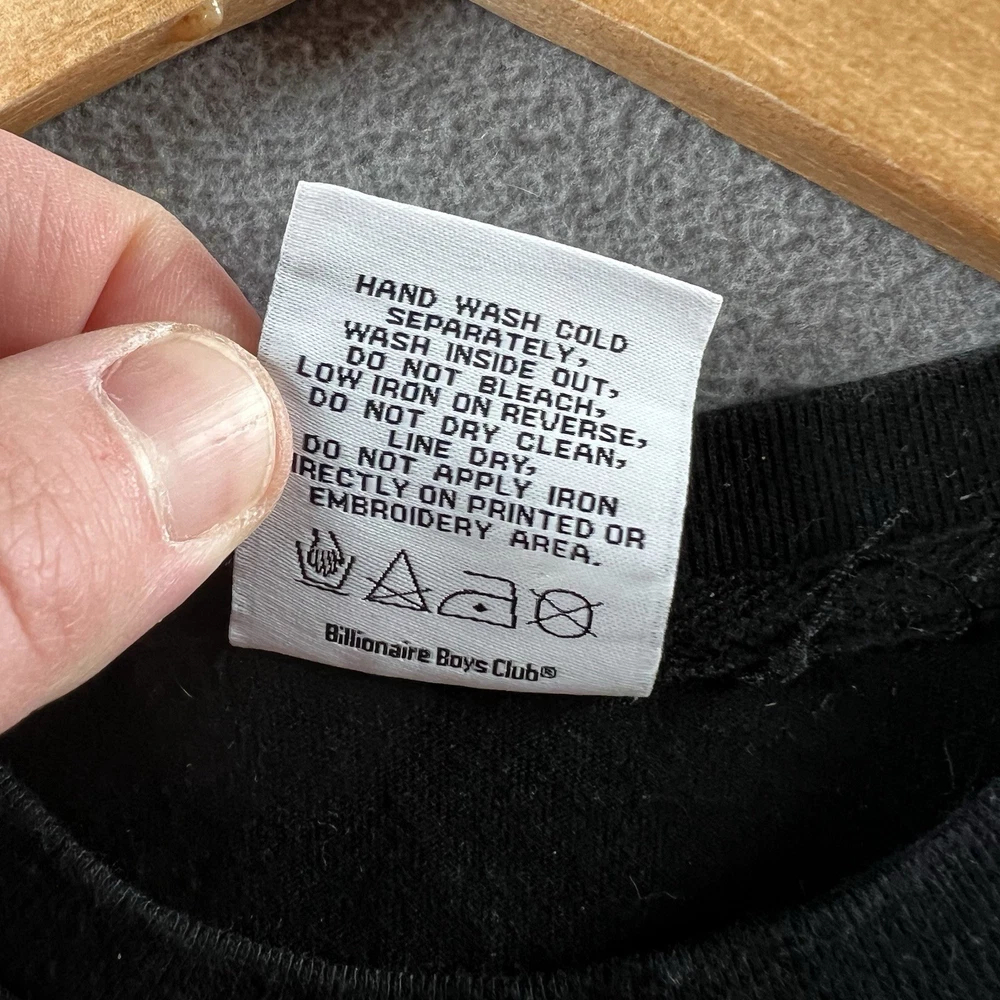 HAND WASH COLD
SEPARATELY,
WASH INSIDE OUT,
DO NOT BLEACH,
LOW IRON ON REVERSE,
DO NOT DRY CLEAN,
LINE DRY,
DO NOT APPLY IRON
IRECTLY ON PRINTED OR
EMBROIDERY AREA.
Billionaire Boys Club®